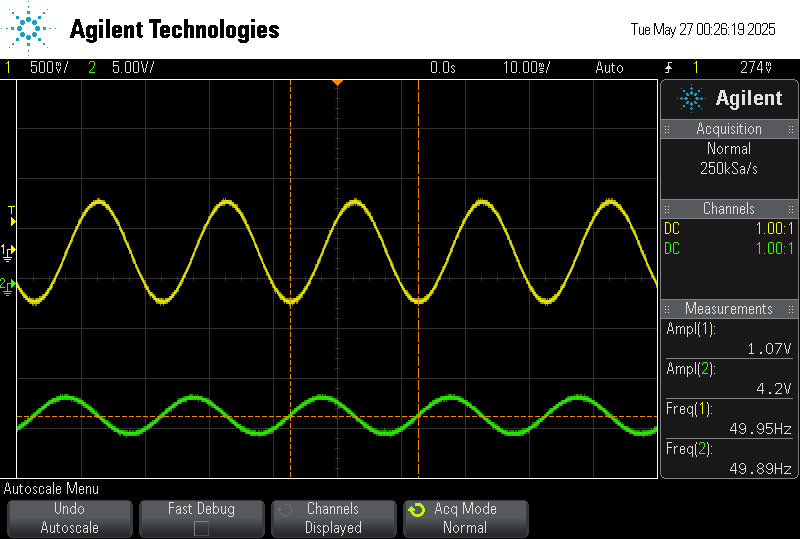 Agilent Technologies
Tue May 27 00:26:19 2025
1 500mV/ 2 5.00V/ 0.0s 10.00ms/ Auto 1 274mV
Agilent
Acquisition
Normal
250kSa/s
Channels
DC 1.00:1
DC 1.00:1
Measurements
Ampl(1):
1.07V
Ampl(2):
4.2V
Freq(1):
49.95Hz
Freq(2):
49.89Hz
T
1
2
Autoscale Menu
Undo
Autoscale
Fast Debug
Channels
Displayed
Acq Mode
Normal